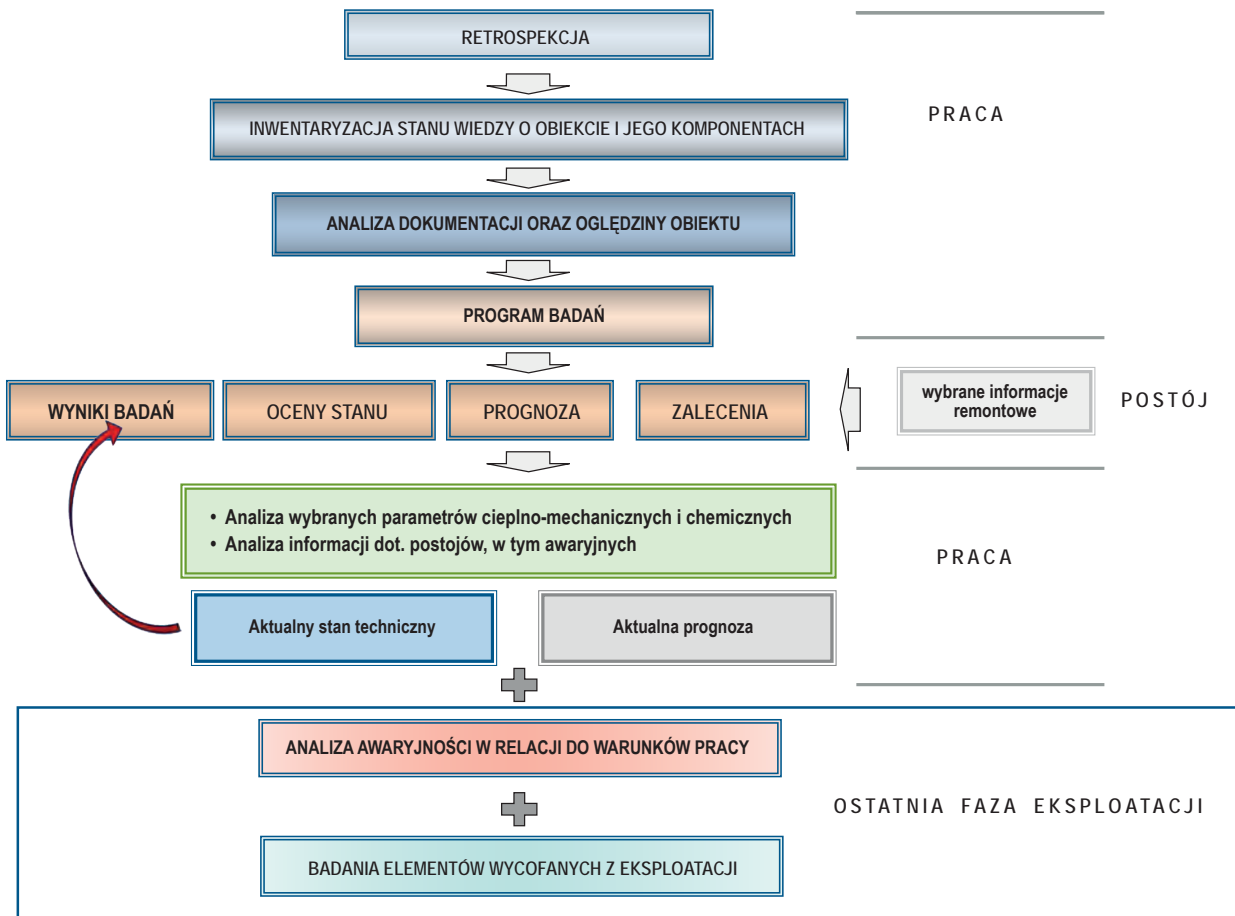 RETROSPEKCJA
PRACA
INWENTARYZACJA STANU WIEDZY O OBIEKCIE I JEGO KOMPONENTACH
ANALIZA DOKUMENTACJI ORAZ OGLĘDZINY OBIEKTU
PROGRAM BADAŃ
WYNIKI BADAŃ
OCENY STANU
PROGNOZA
ZALECENIA
wybrane informacje
remontowe
POSTÓJ
• Analiza wybranych parametrów cieplno-mechanicznych i chemicznych
• Analiza informacji dot. postojów, w tym awaryjnych
PRACA
Aktualny stan techniczny
Aktualna prognoza
ANALIZA AWARYJNOŚCI W RELACJI DO WARUNKÓW PRACY
OSTATNIA FAZA EKSPLOATACJI
BADANIA ELEMENTÓW WYCOFANYCH Z EKSPLOATACJI